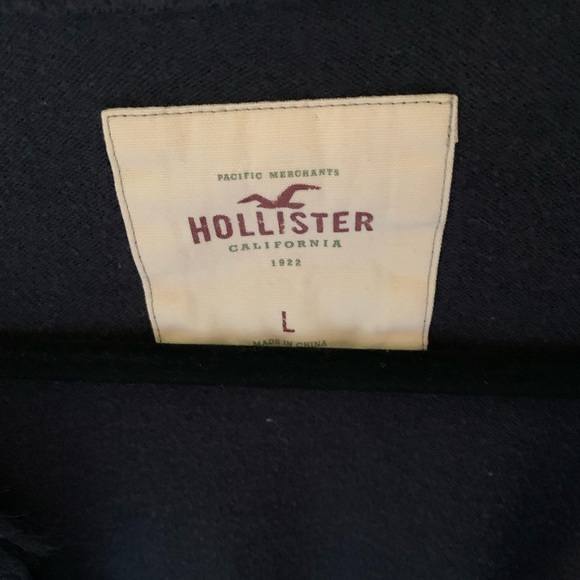 PACIFIC MERCHANTS
HOLLISTER
CALIFORNIA
1922
L
MADE IN CHINA